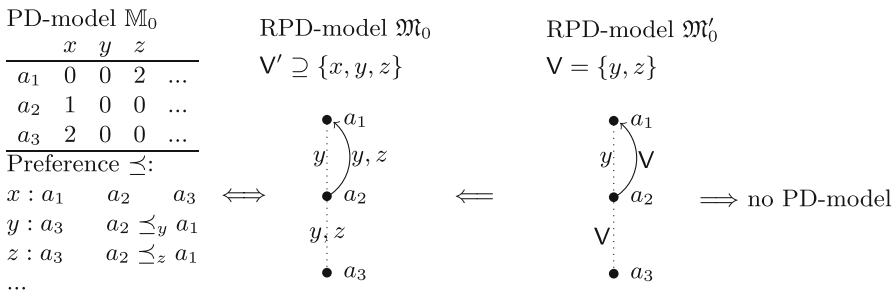 PD-model 𝕄₀
x y z
a₁ 0 0 2 ...
a₂ 1 0 0 ...
a₃ 2 0 0 ...
Preference ⪯:
x : a₁ a₂ a₃
y : a₃ a₂ ⪯_y a₁
z : a₃ a₂ ⪯_z a₁
...
⟺
RPD-model 𝔐₀
V′ ⊇ {x, y, z}
a₁
y y, z
a₂
y, z
a₃
⟸
RPD-model 𝔐₀′
V = {y, z}
a₁
y V
a₂
V
a₃
⟹ no PD-model